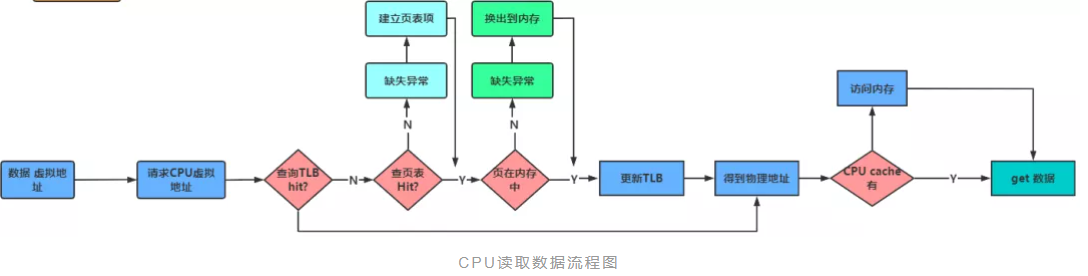 建立页表项
换出到内存
缺失异常
缺失异常
访问内存
N
N
数据 虚拟地
址
请求CPU虚拟
地址
查询TLB
hit?
N
查页表
Hit?
Y
页在内存
中
Y
更新TLB
得到物理地址
CPU cache
有
Y
get 数据
CPU读取数据流程图